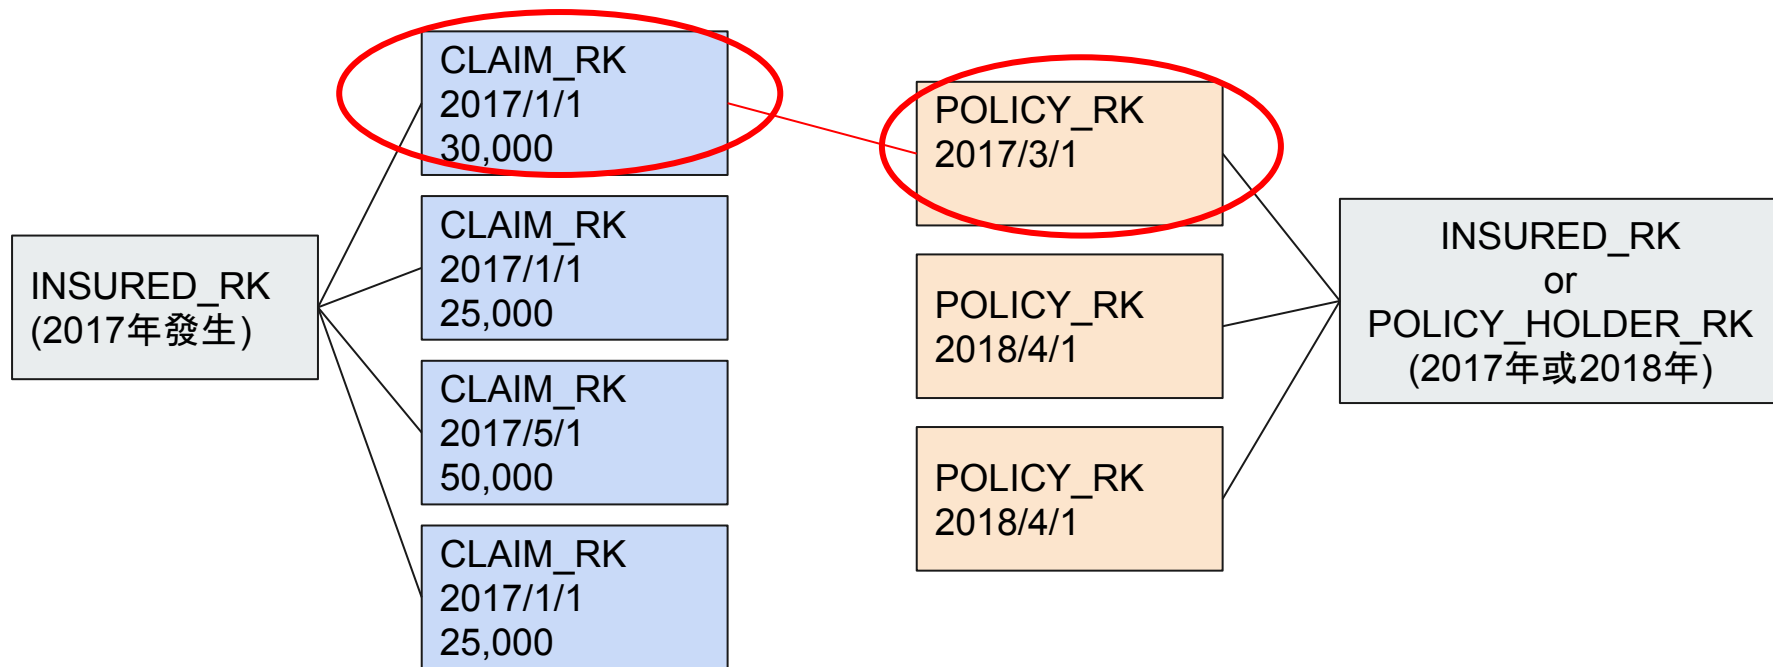 INSURED_RK
(2017年發生)
CLAIM_RK
2017/1/1
30,000
CLAIM_RK
2017/1/1
25,000
CLAIM_RK
2017/5/1
50,000
CLAIM_RK
2017/1/1
25,000
POLICY_RK
2017/3/1
POLICY_RK
2018/4/1
POLICY_RK
2018/4/1
INSURED_RK
or
POLICY_HOLDER_RK
(2017年或2018年)